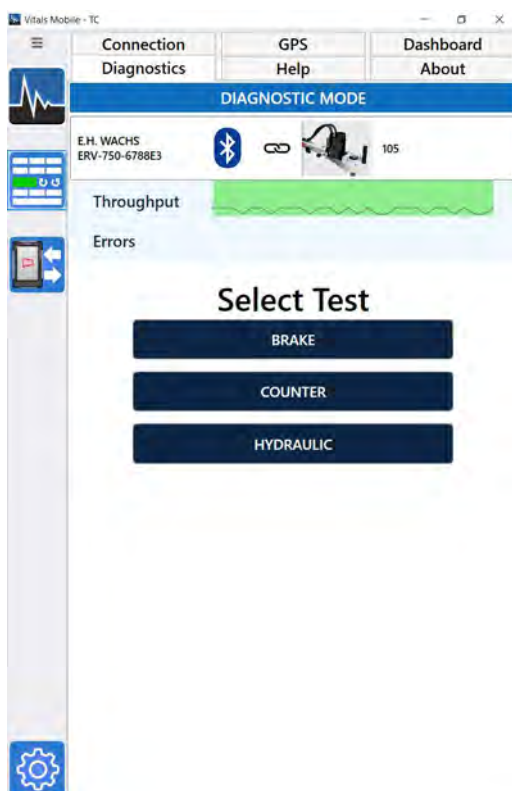 Vitals Mobile - TC
Connection
GPS
Dashboard
Diagnostics
Help
About
DIAGNOSTIC MODE
E.H. WACHS
ERV-750-6788E3
105
Throughput
Errors
Select Test
BRAKE
COUNTER
HYDRAULIC